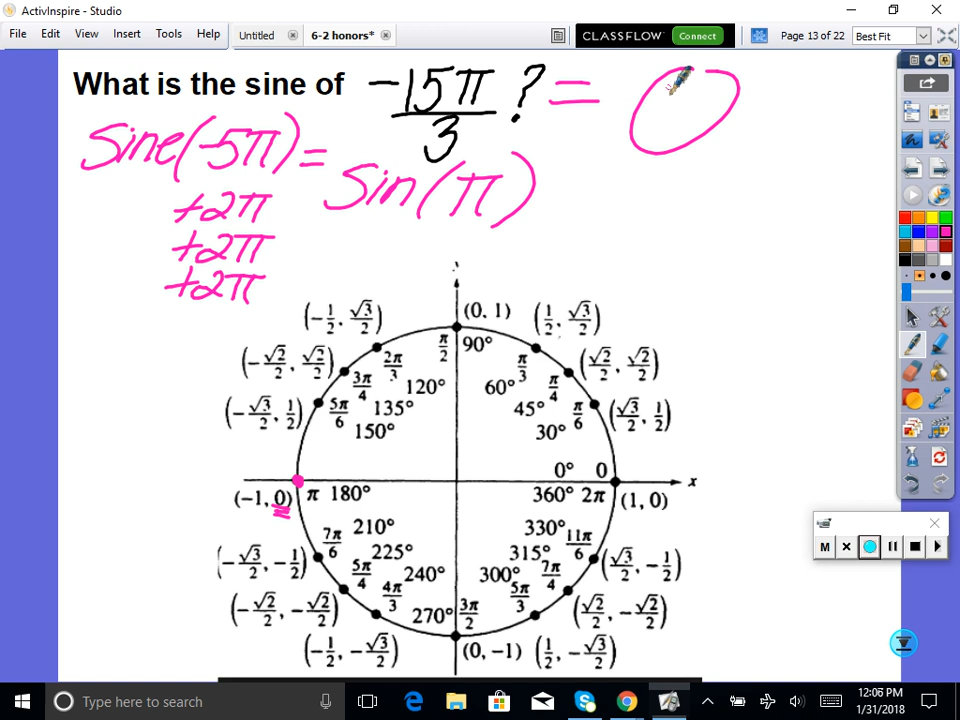 ActivInspire - Studio
File Edit View Insert Tools Help Untitled 6-2 honors* CLASSFLOW Connect Page 13 of 22 Best Fit
What is the sine of -15π/3 ? = 0
Sine(-5π) = Sin(π)
+2π
+2π
+2π
(0, 1)
(-1/2, √3/2) (1/2, √3/2)
π/2 90°
(-√2/2, √2/2) 2π/3 π/3 (√2/2, √2/2)
3π/4 120° 60° π/4
(-√3/2, 1/2) 5π/6 135° 45° π/6 (√3/2, 1/2)
150° 30°
0° 0 x
(-1, 0) π 180° 360° 2π (1, 0)
7π/6 210° 330° 11π/6
(-√3/2, -1/2) 225° 315° (√3/2, -1/2)
5π/4 240° 300° 7π/4
(-√2/2, -√2/2) 4π/3 5π/3 (√2/2, -√2/2)
270° 3π/2
(-1/2, -√3/2) (0, -1) (1/2, -√3/2)
M
Type here to search
12:06 PM
1/31/2018